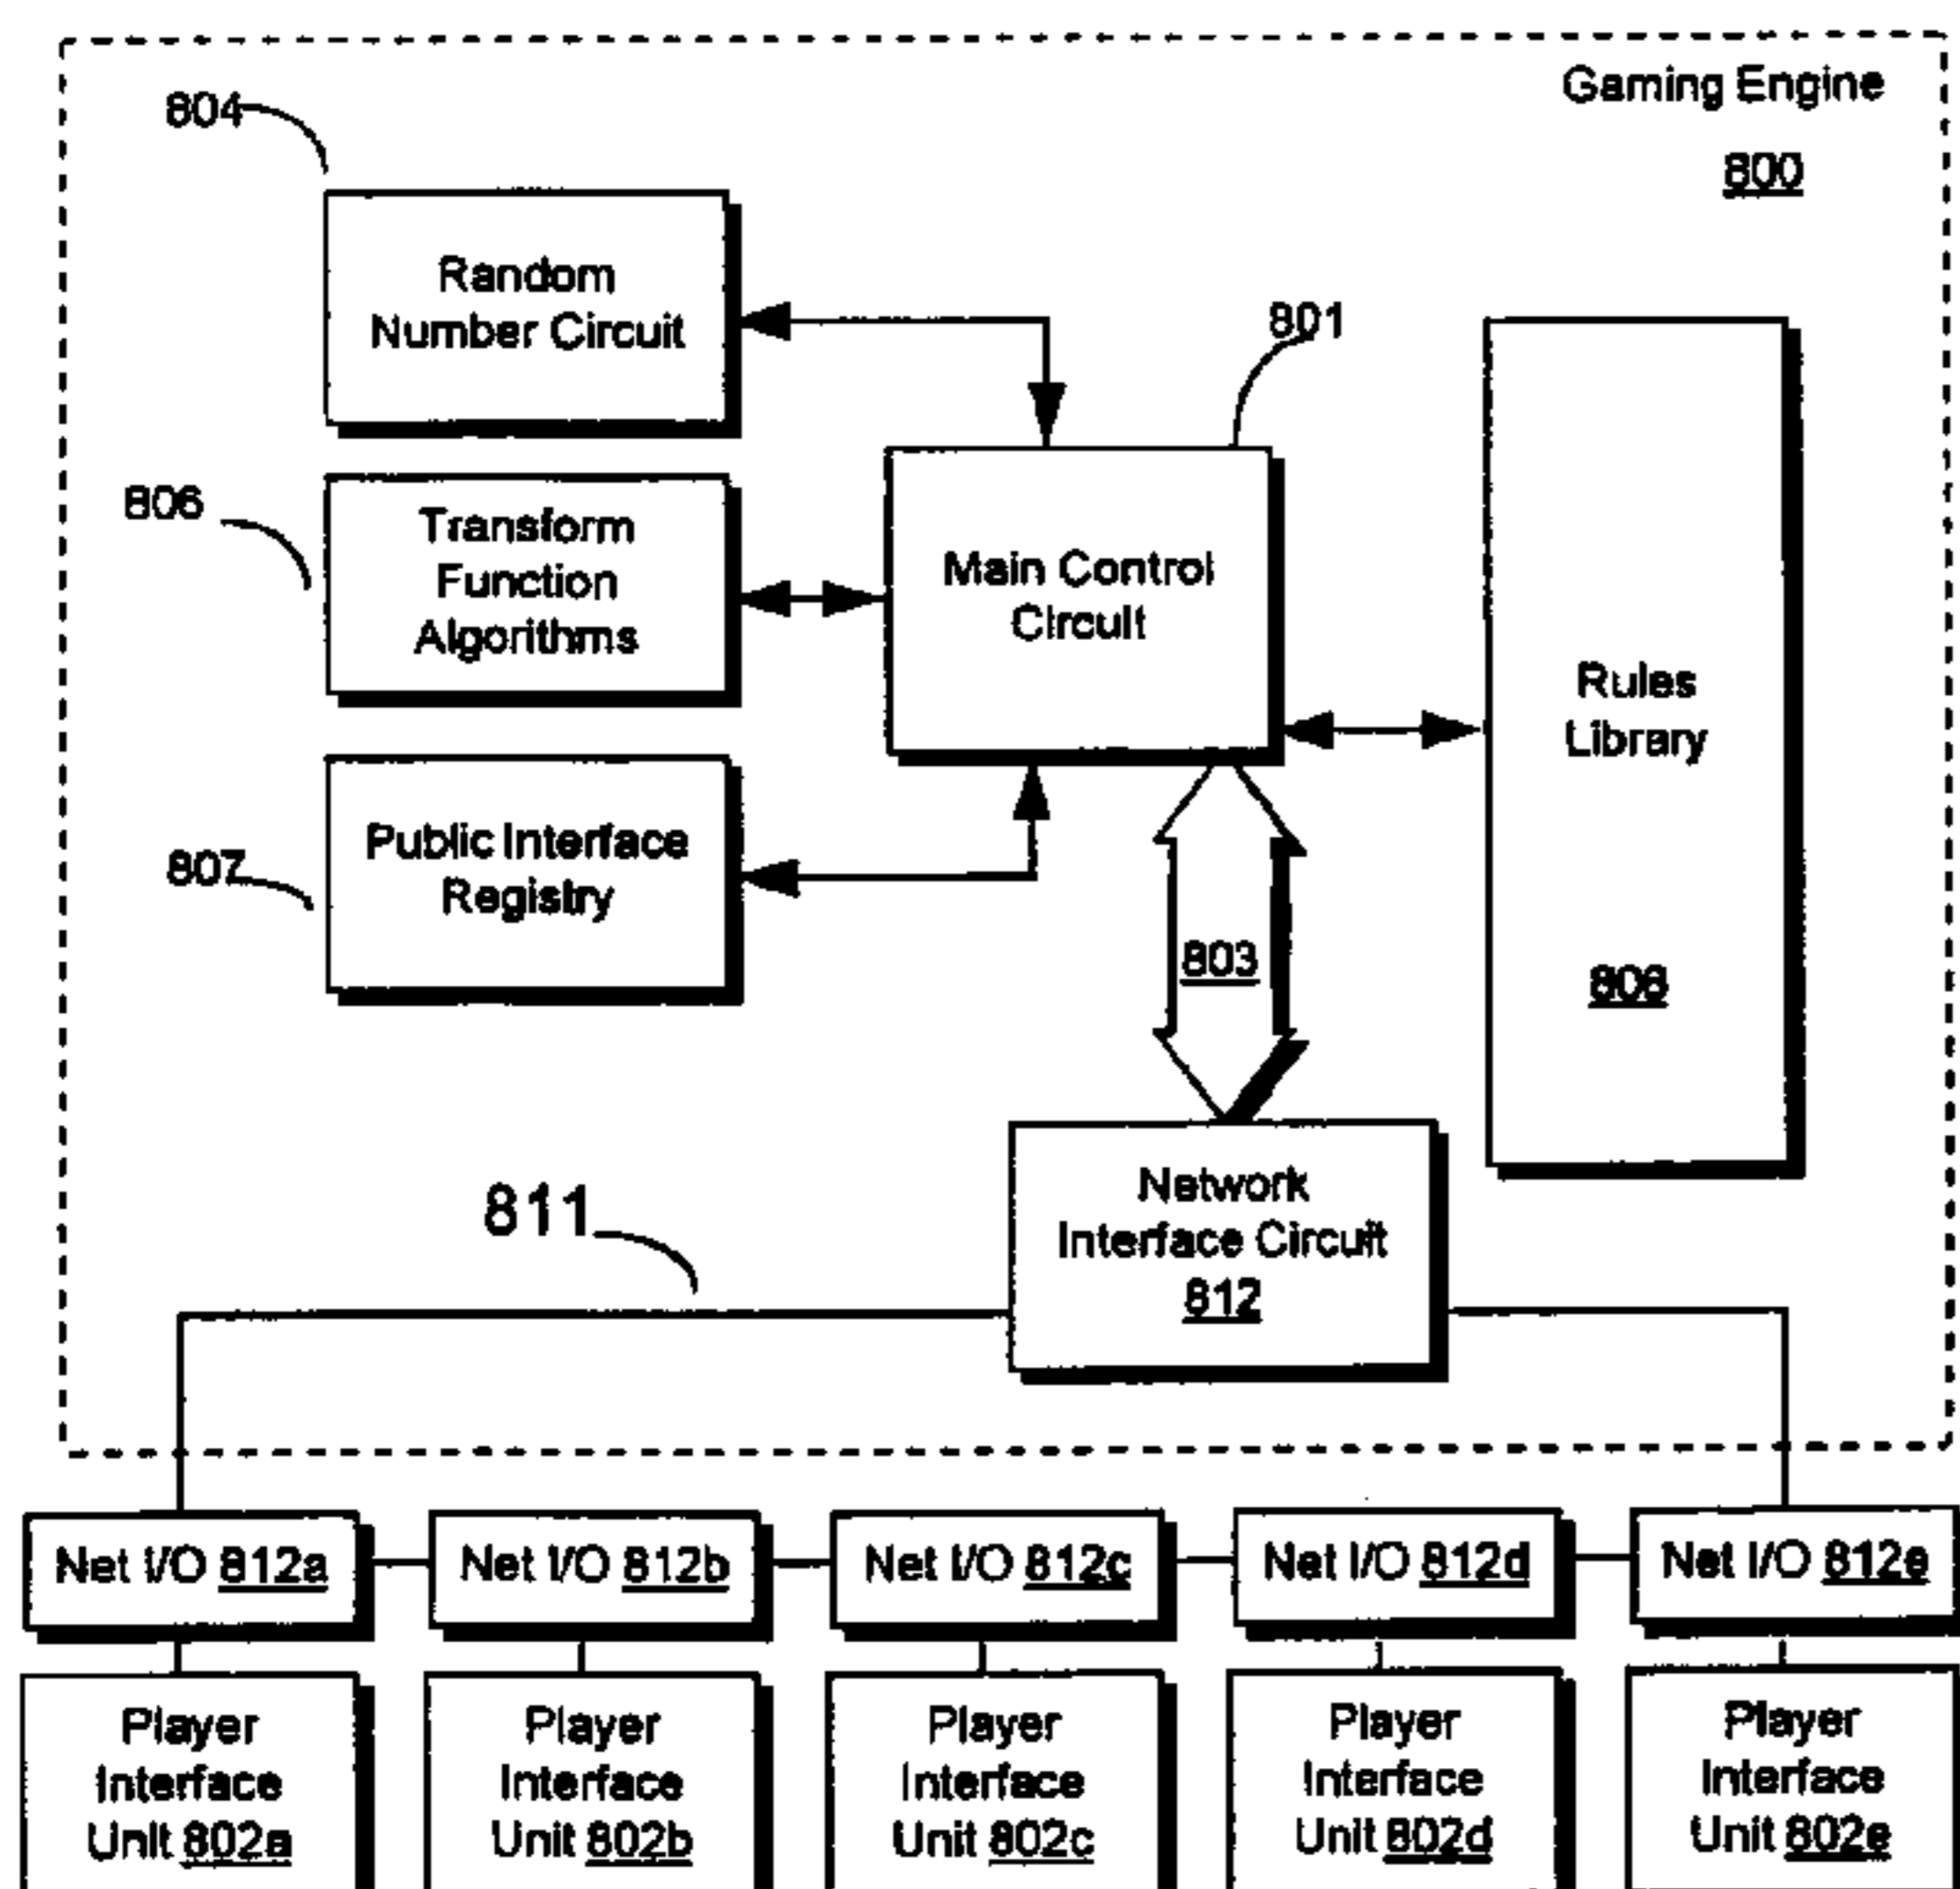 Gaming Engine
800
804
Random
Number Circuit
801
806
Transform
Function
Algorithms
Main Control
Circuit
Rules
Library
808
807
Public Interface
Registry
803
811
Network
Interface Circuit
812
Net I/O 812a
Net I/O 812b
Net I/O 812c
Net I/O 812d
Net I/O 812e
Player
Interface
Unit 802a
Player
Interface
Unit 802b
Player
Interface
Unit 802c
Player
Interface
Unit 802d
Player
Interface
Unit 802e